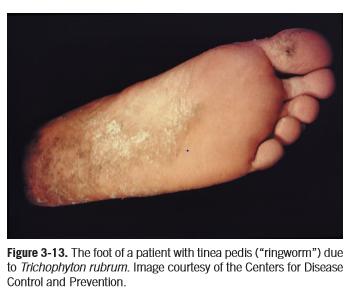 Figure 3-13. The foot of a patient with tinea pedis (“ringworm”) due
to Trichophyton rubrum. Image courtesy of the Centers for Disease
Control and Prevention.